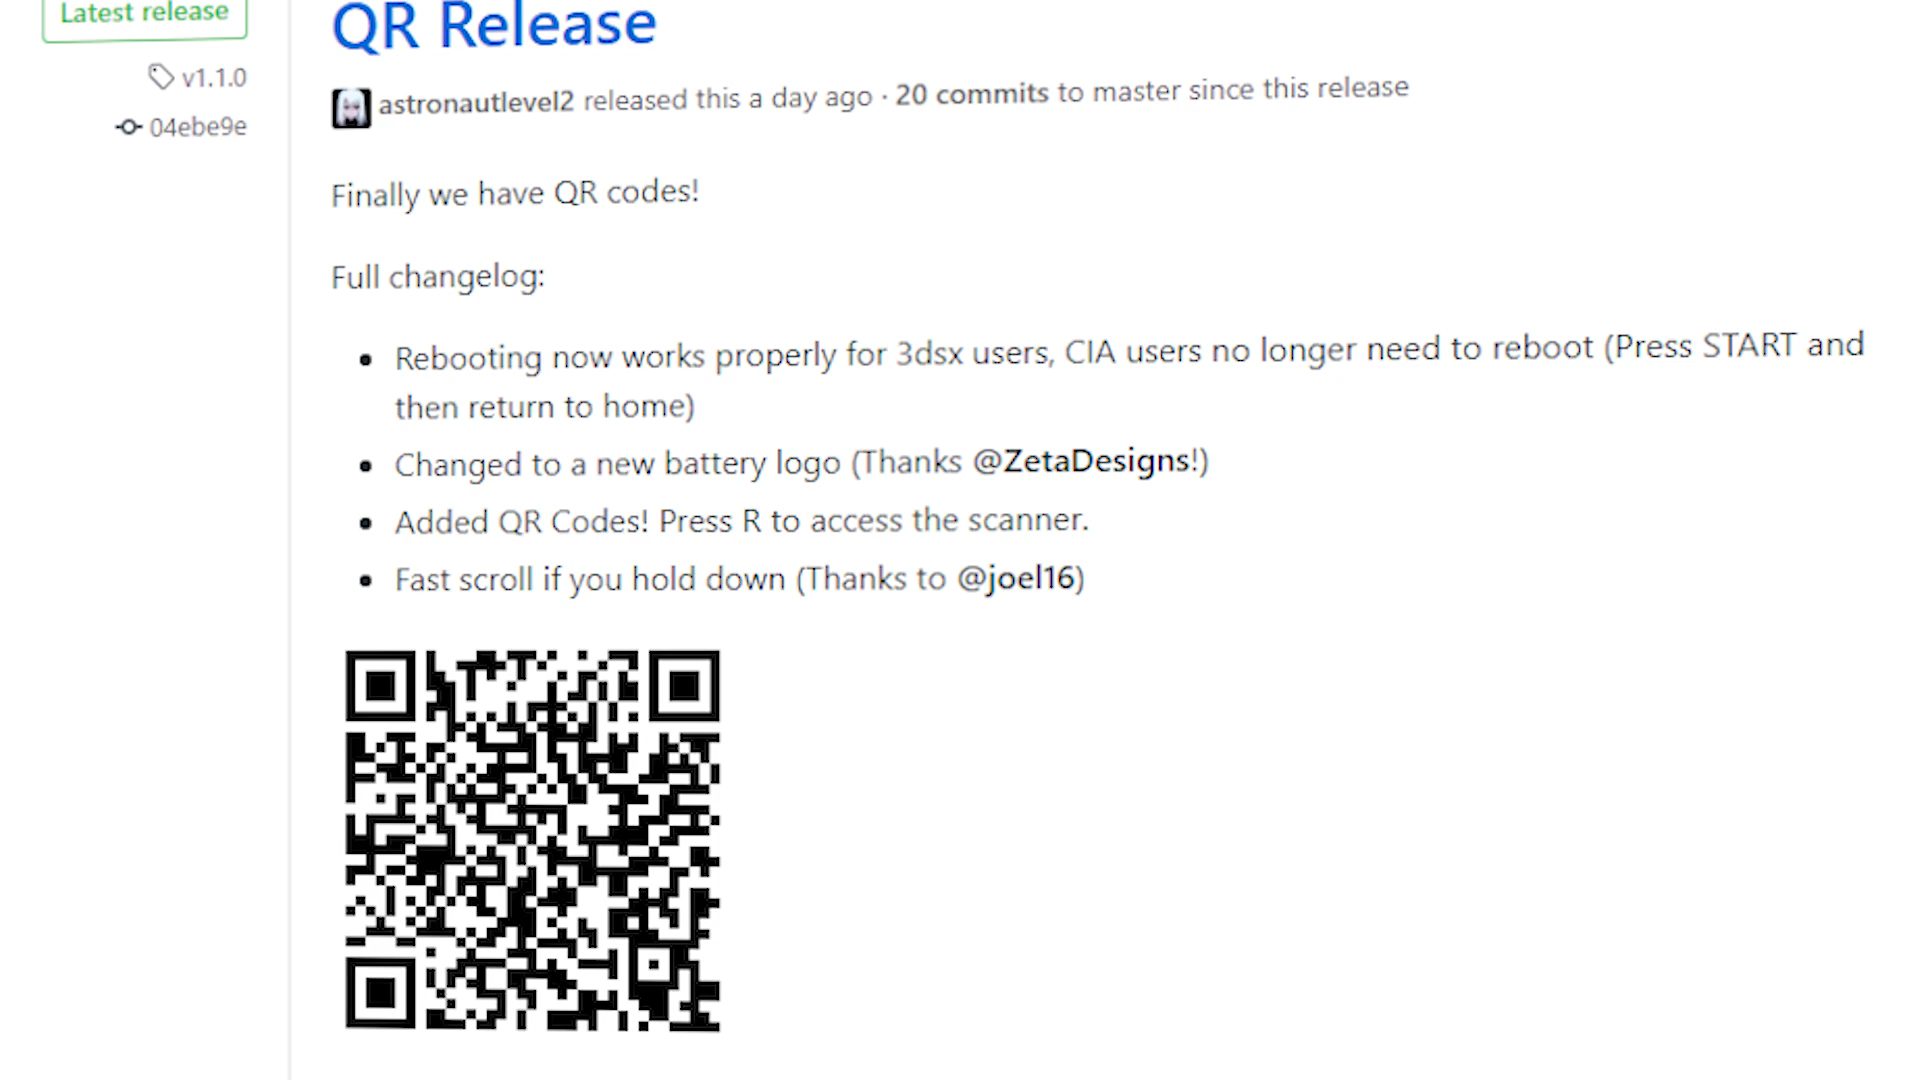 Latest release
QR Release
v1.1.0
astronautlevel2 released this a day ago · 20 commits to master since this release
04ebe9e
Finally we have QR codes!
Full changelog:
Rebooting now works properly for 3dsx users, CIA users no longer need to reboot (Press START and
then return to home)
Changed to a new battery logo (Thanks @ZetaDesigns!)
Added QR Codes! Press R to access the scanner.
Fast scroll if you hold down (Thanks to @joel16)